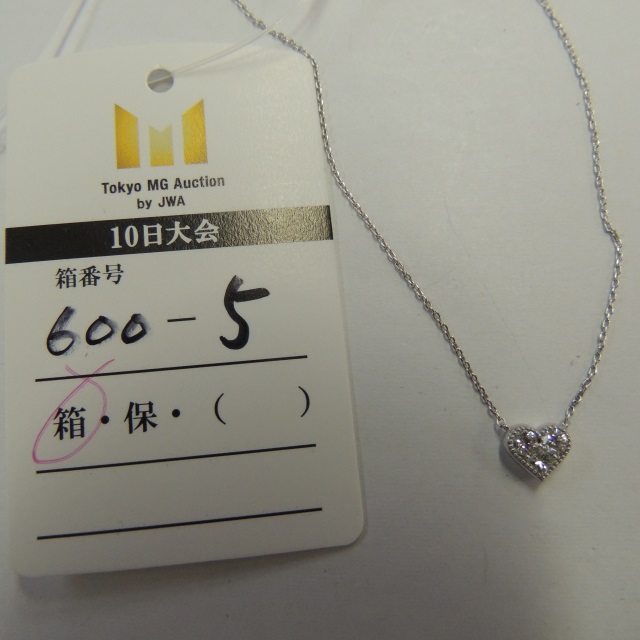 Tokyo MG Auction
by JWA
10日大会
箱番号
600-5
箱・保・（　　）